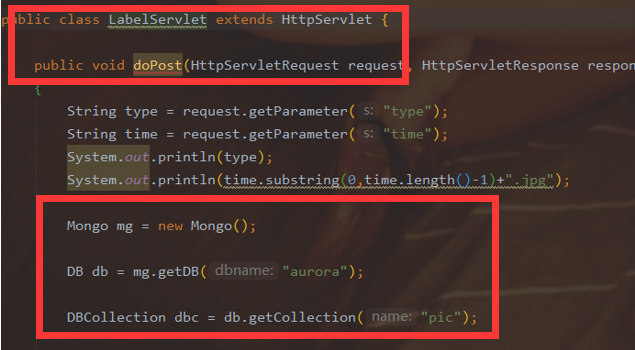 public class LabelServlet extends HttpServlet {
public void doPost(HttpServletRequest request, HttpServletResponse respon
{
String type = request.getParameter( s: "type");
String time = request.getParameter( s: "time");
System.out.println(type);
System.out.println(time.substring(0,time.length()-1)+".jpg");
Mongo mg = new Mongo();
DB db = mg.getDB( dbname: "aurora");
DBCollection dbc = db.getCollection( name: "pic");